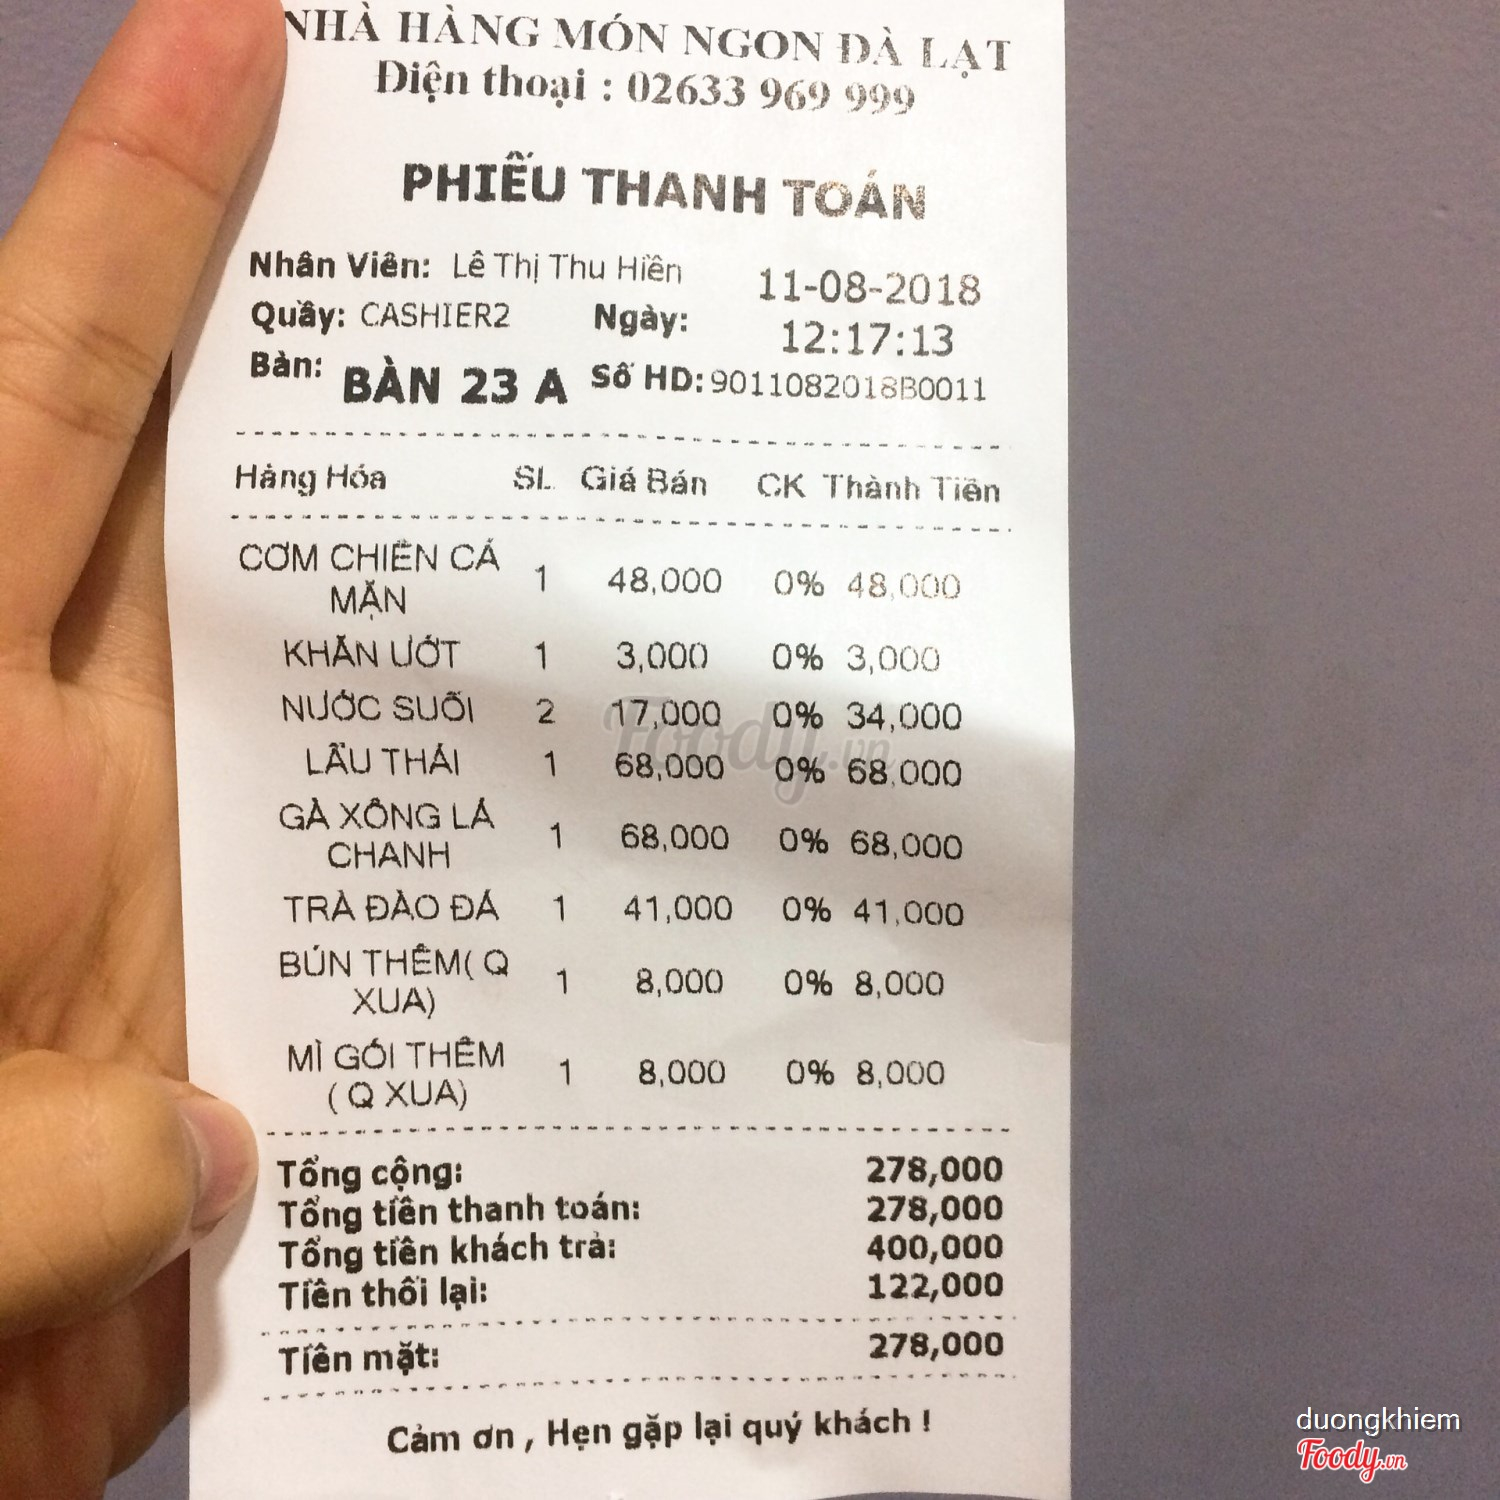 NHÀ HÀNG MÓN NGON ĐÀ LẠT
Điện thoại : 02633 969 999
PHIẾU THANH TOÁN
Nhân Viên: Lê Thị Thu Hiền
11-08-2018
Quầy: CASHIER2 Ngày:
12:17:13
Bàn: BÀN 23 A Số HD: 9011082018B0011
Hàng Hóa SL Giá Bán CK Thành Tiền
CƠM CHIÊN CÁ
MẶN
1 48,000 0% 48,000
KHĂN ƯỚT 1 3,000 0% 3,000
NƯỚC SUỐI 2 17,000 0% 34,000
LẨU THÁI 1 68,000 0% 68,000
GÀ XÔNG LÁ
CHANH
1 68,000 0% 68,000
TRÀ ĐÀO ĐÁ 1 41,000 0% 41,000
BÚN THÊM( Q
XUA)
1 8,000 0% 8,000
MÌ GÓI THÊM
( Q XUA)
1 8,000 0% 8,000
Tổng cộng: 278,000
Tổng tiền thanh toán: 278,000
Tổng tiền khách trả: 400,000
Tiền thối lại: 122,000
Tiền mặt: 278,000
Cảm ơn , Hẹn gặp lại quý khách !
Foody.vn
duongkhiem
Foody.vn